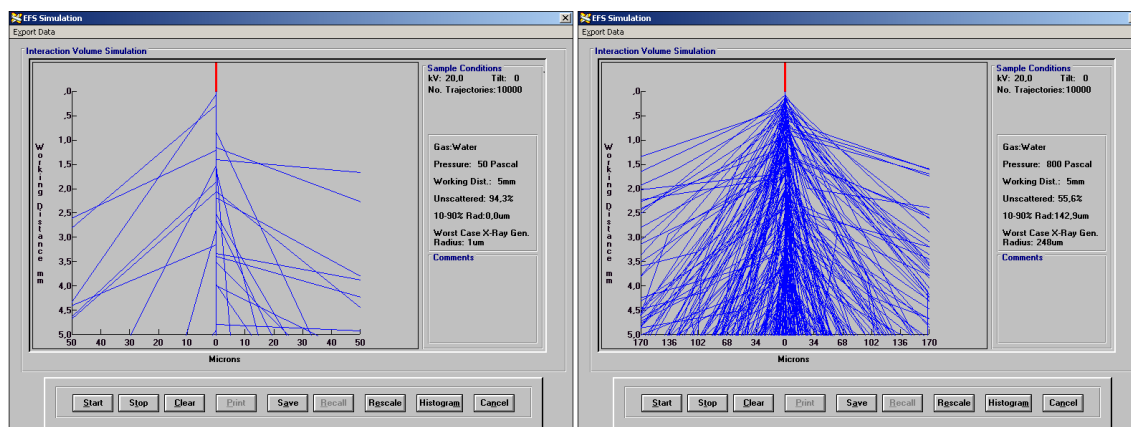 EFS Simulation
Export Data
Interaction Volume Simulation
,0
,5
1,0
1,5
2,0
2,5
3,0
3,5
4,0
4,5
5,0
Working Distance mm
50 40 30 20 10 0 10 20 30 40 50
Microns
Sample Conditions
kV: 20,0 Tilt: 0
No. Trajectories:10000
Gas:Water
Pressure: 50 Pascal
Working Dist.: 5mm
Unscattered: 94,3%
10-90% Rad:0,0um
Worst Case X-Ray Gen.
Radius: 1um
Comments
Start Stop Clear Print Save Recall Rescale Histogram Cancel
EFS Simulation
Export Data
Interaction Volume Simulation
,0
,5
1,0
1,5
2,0
2,5
3,0
3,5
4,0
4,5
5,0
Working Distance mm
170 136 102 68 34 0 34 68 102 136 170
Microns
Sample Conditions
kV: 20,0 Tilt: 0
No. Trajectories:10000
Gas:Water
Pressure: 800 Pascal
Working Dist.: 5mm
Unscattered: 55,6%
10-90% Rad:142,9um
Worst Case X-Ray Gen.
Radius: 248um
Comments
Start Stop Clear Print Save Recall Rescale Histogram Cancel